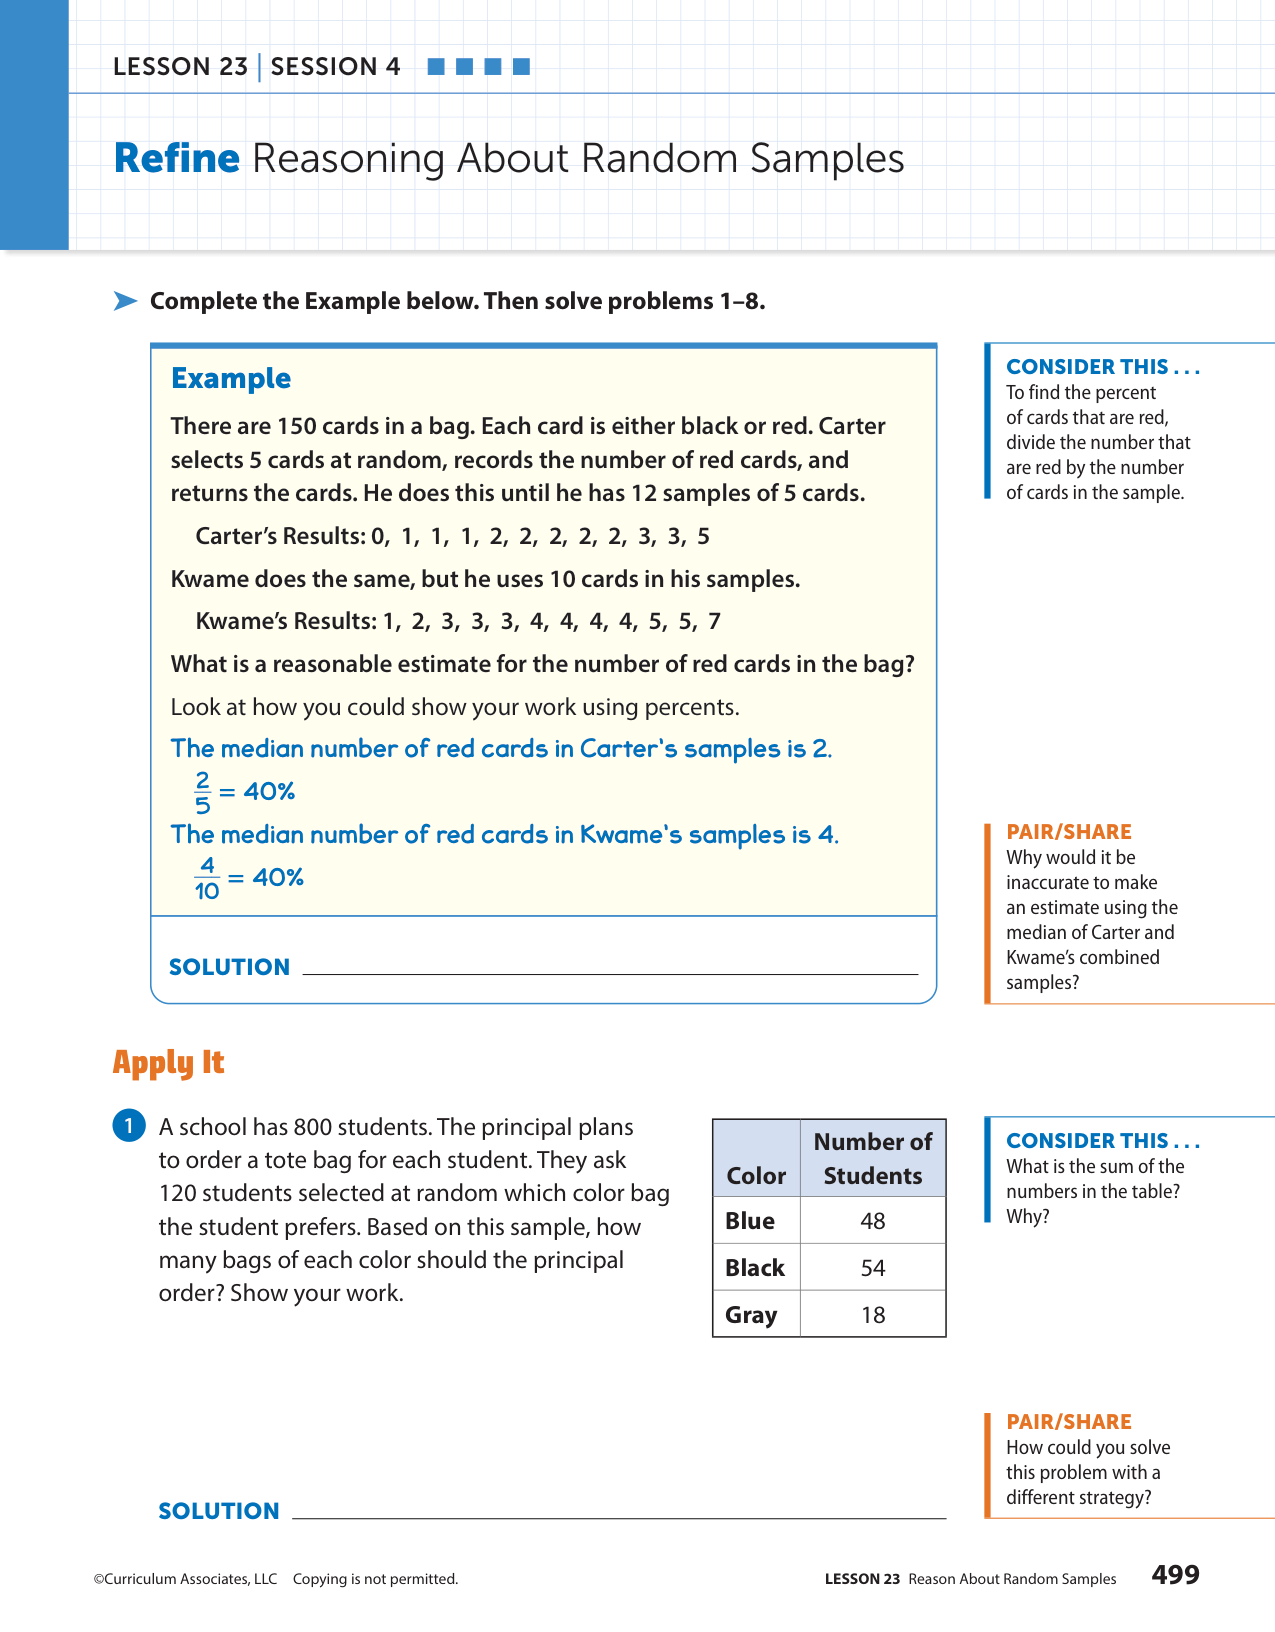 LESSON 23 | SESSION 4
Refine Reasoning About Random Samples
Complete the Example below. Then solve problems 1–8.
Example
There are 150 cards in a bag. Each card is either black or red. Carter
selects 5 cards at random, records the number of red cards, and
returns the cards. He does this until he has 12 samples of 5 cards.
Carter's Results: 0, 1, 1, 1, 2, 2, 2, 2, 2, 3, 3, 5
Kwame does the same, but he uses 10 cards in his samples.
Kwame's Results: 1, 2, 3, 3, 3, 4, 4, 4, 4, 5, 5, 7
What is a reasonable estimate for the number of red cards in the bag?
Look at how you could show your work using percents.
The median number of red cards in Carter's samples is 2.
2/5 = 40%
The median number of red cards in Kwame's samples is 4.
4/10 = 40%
SOLUTION
CONSIDER THIS . . .
To find the percent
of cards that are red,
divide the number that
are red by the number
of cards in the sample.
PAIR/SHARE
Why would it be
inaccurate to make
an estimate using the
median of Carter and
Kwame's combined
samples?
Apply It
1 A school has 800 students. The principal plans
to order a tote bag for each student. They ask
120 students selected at random which color bag
the student prefers. Based on this sample, how
many bags of each color should the principal
order? Show your work.
Color Number of Students
Blue 48
Black 54
Gray 18
SOLUTION
CONSIDER THIS . . .
What is the sum of the
numbers in the table?
Why?
PAIR/SHARE
How could you solve
this problem with a
different strategy?
©Curriculum Associates, LLC Copying is not permitted.
LESSON 23 Reason About Random Samples 499